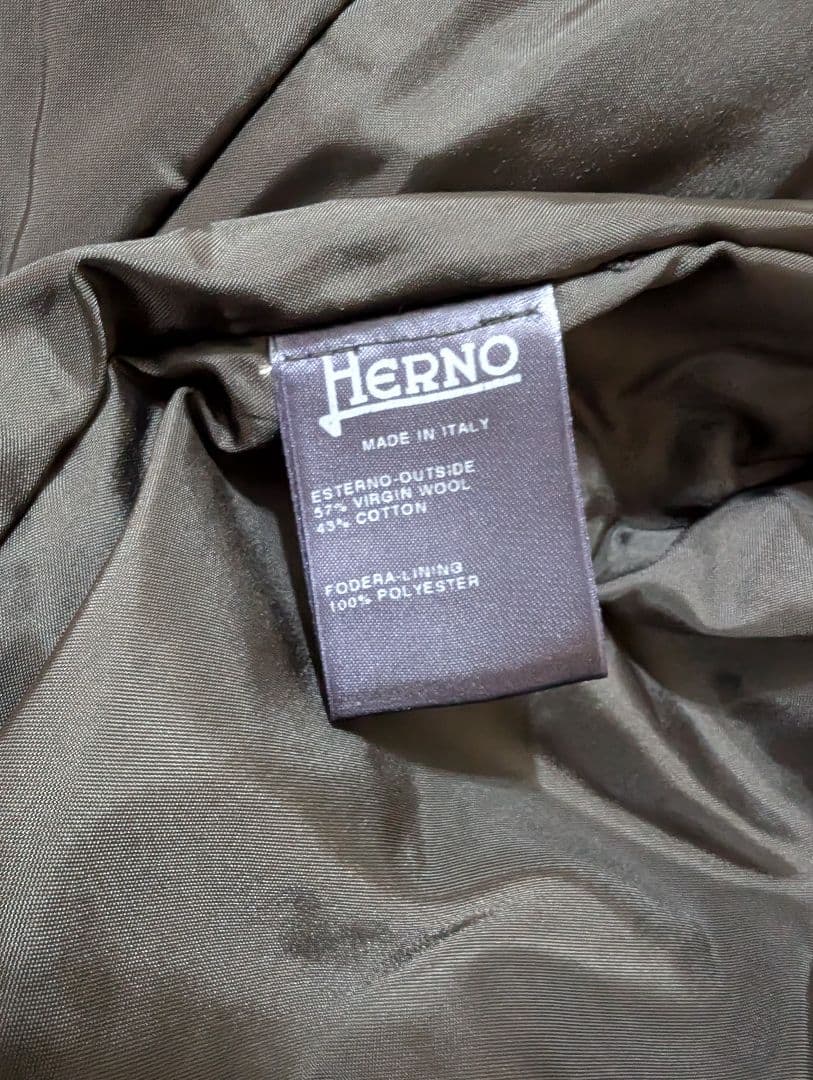 HERNO
MADE IN ITALY
ESTERNO-OUTSIDE
57% VIRGIN WOOL
43% COTTON
FODERA-LINING
100% POLYESTER